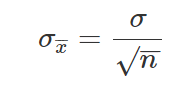 σ_x̄ = σ / √n